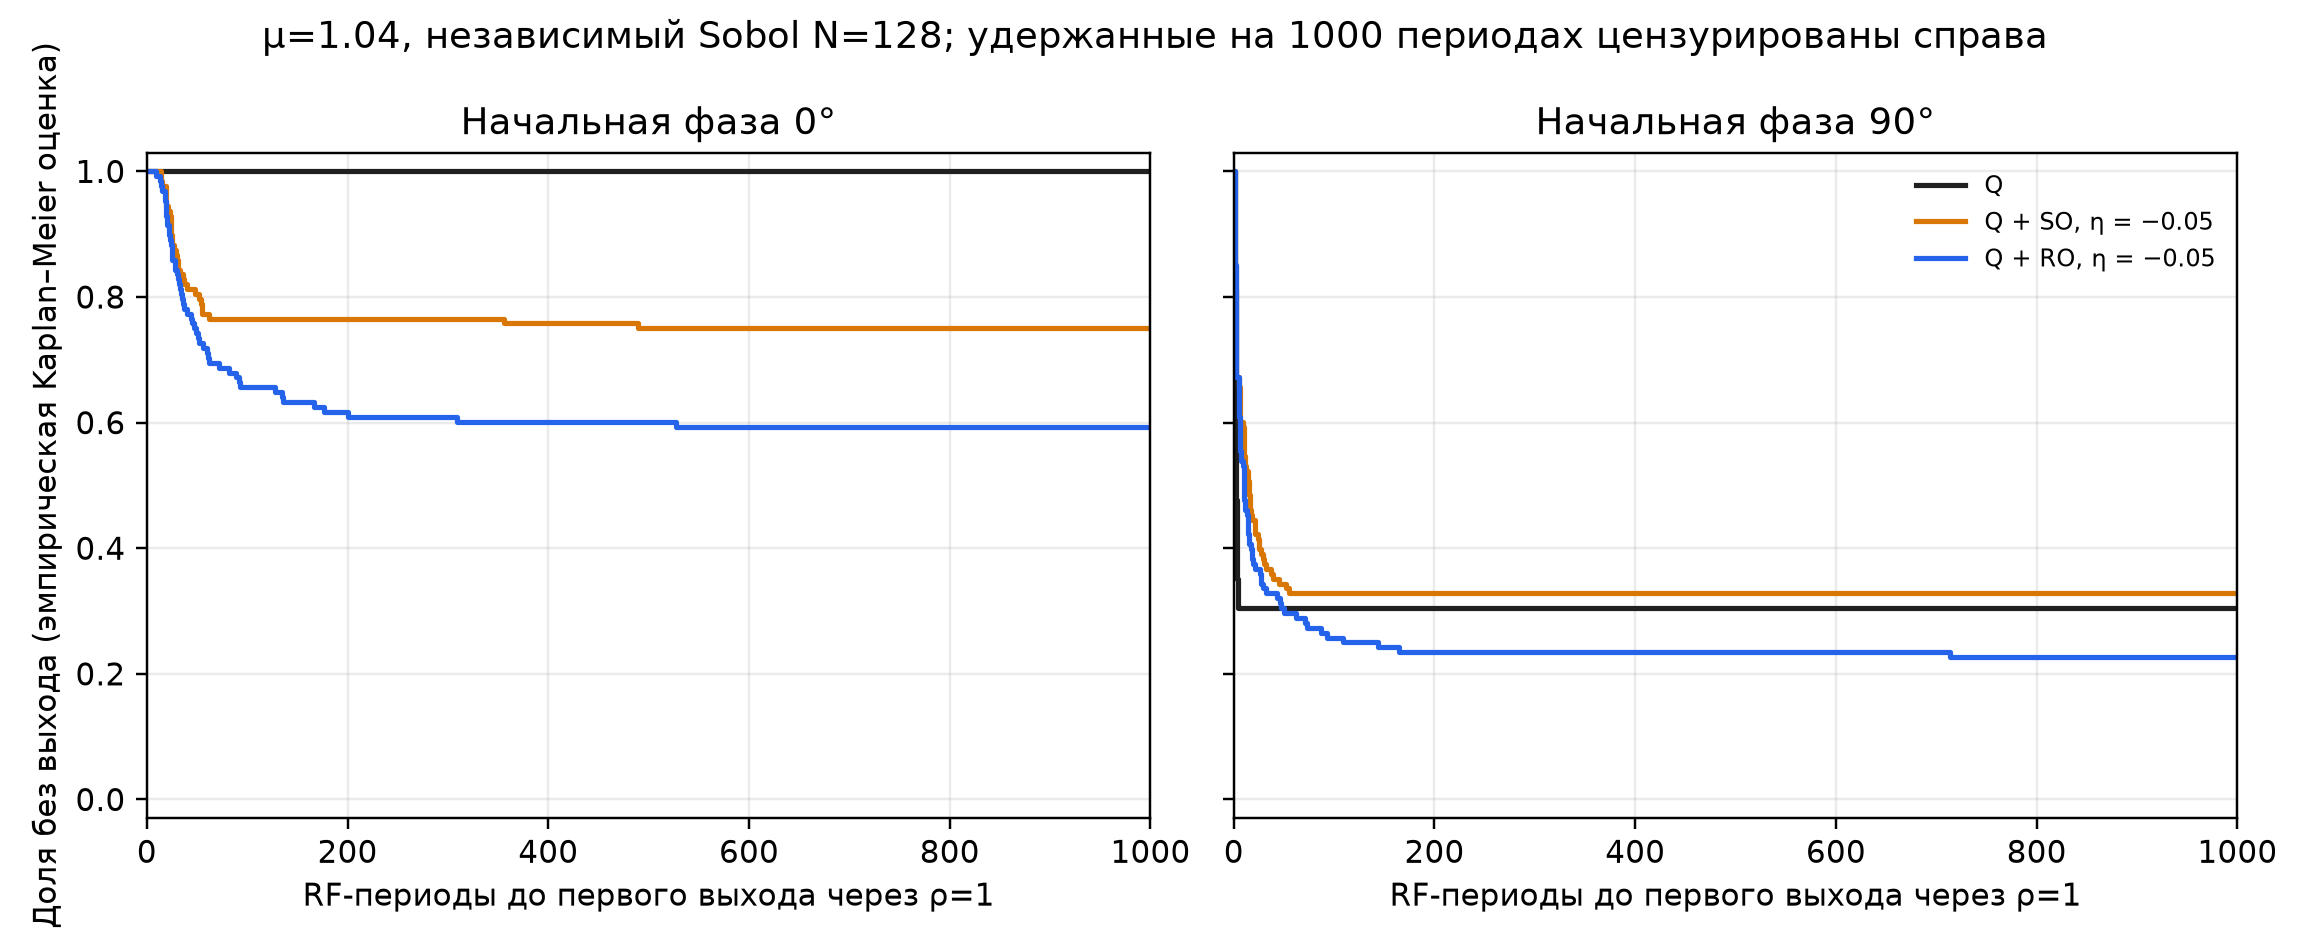 μ=1.04, независимый Sobol N=128; удержанные на 1000 периодах цензурированы справа
Доля без выхода (эмпирическая Kaplan–Meier оценка)
Начальная фаза 0°
1.0
0.8
0.6
0.4
0.2
0.0
0 200 400 600 800 1000
RF-периоды до первого выхода через ρ=1
Начальная фаза 90°
Q
Q + SO, η = −0.05
Q + RO, η = −0.05
0 200 400 600 800 1000
RF-периоды до первого выхода через ρ=1